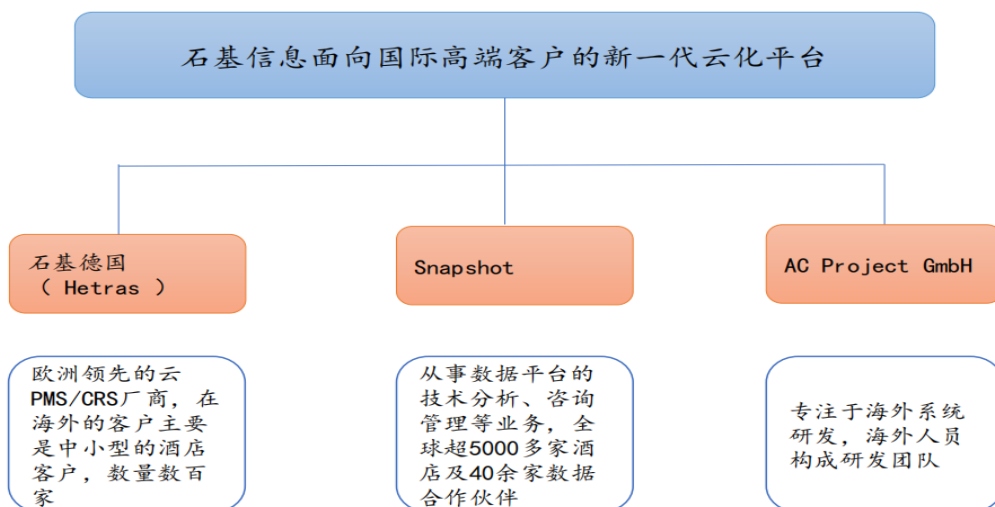 石基信息面向国际高端客户的新一代云化平台
石基德国
（ Hetras ）
Snapshot
AC Project GmbH
欧洲领先的云
PMS/CRS厂商，在
海外的客户主要
是中小型的酒店
客户，数量数百
家
从事数据平台的
技术分析、咨询
管理等业务，全
球超5000多家酒
店及40余家数据
合作伙伴
专注于海外系统
研发，海外人员
构成研发团队